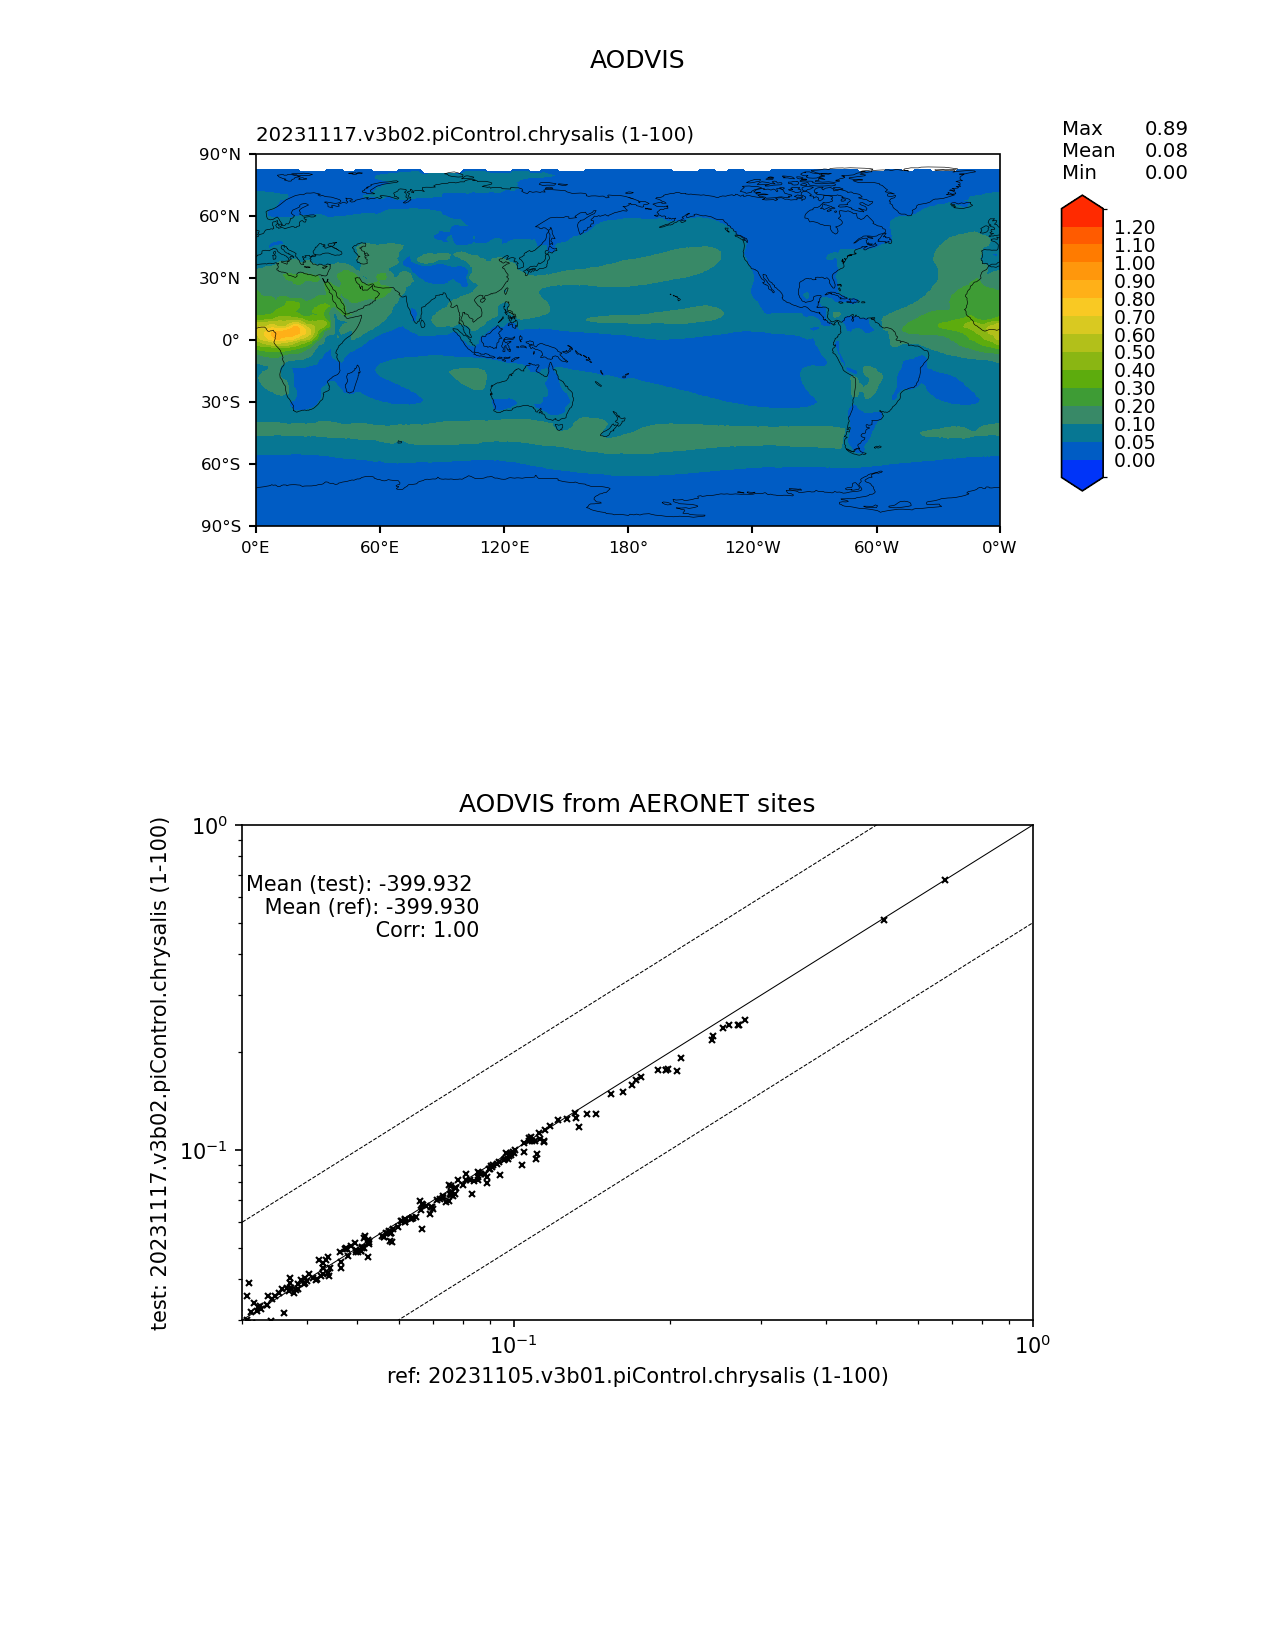 AODVIS
20231117.v3b02.piControl.chrysalis (1-100)
Max 0.89
Mean 0.08
Min 0.00
90°N
60°N
30°N
0°
30°S
60°S
90°S
0°E 60°E 120°E 180° 120°W 60°W 0°W
1.20
1.10
1.00
0.90
0.80
0.70
0.60
0.50
0.40
0.30
0.20
0.10
0.05
0.00
AODVIS from AERONET sites
test: 20231117.v3b02.piControl.chrysalis (1-100)
10⁰
10⁻¹
Mean (test): -399.932
Mean (ref): -399.930
Corr: 1.00
10⁻¹ 10⁰
ref: 20231105.v3b01.piControl.chrysalis (1-100)